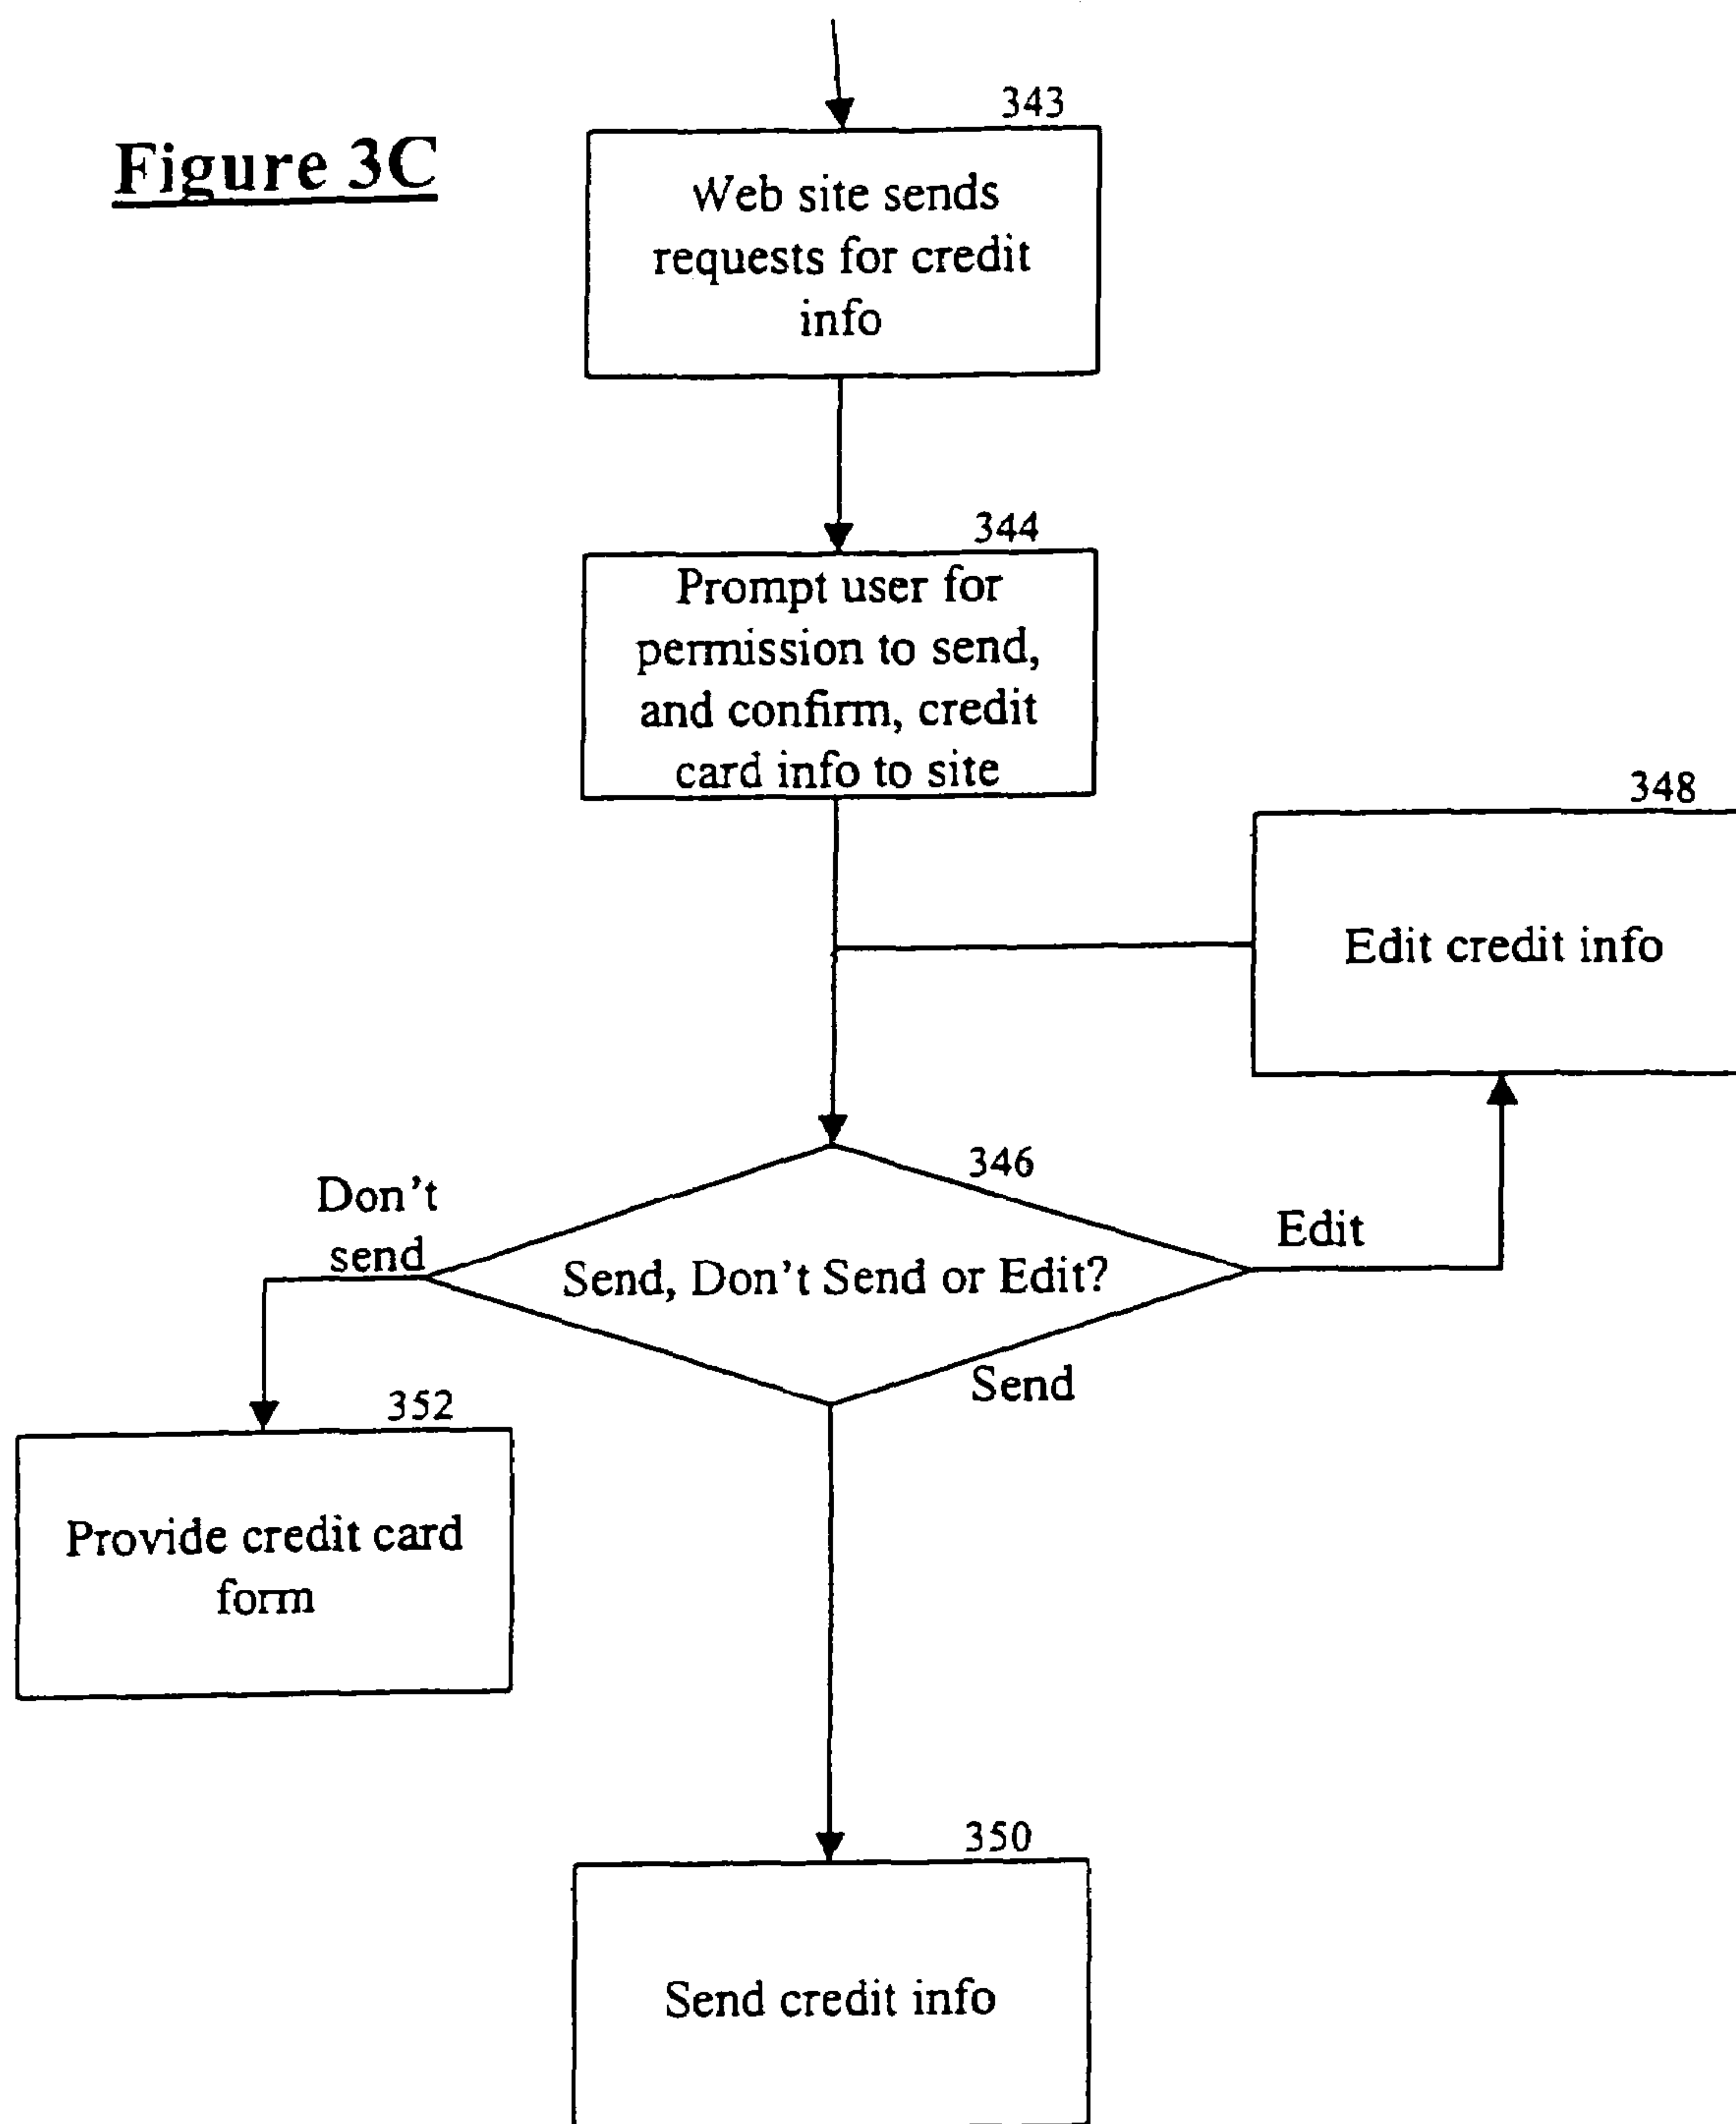 Figure 3C
343
Web site sends
requests for credit
info
344
Prompt user for
permission to send,
and confirm, credit
card info to site
348
Edit credit info
346
Don't
send
Send, Don't Send or Edit?
Edit
Send
352
Provide credit card
form
350
Send credit info